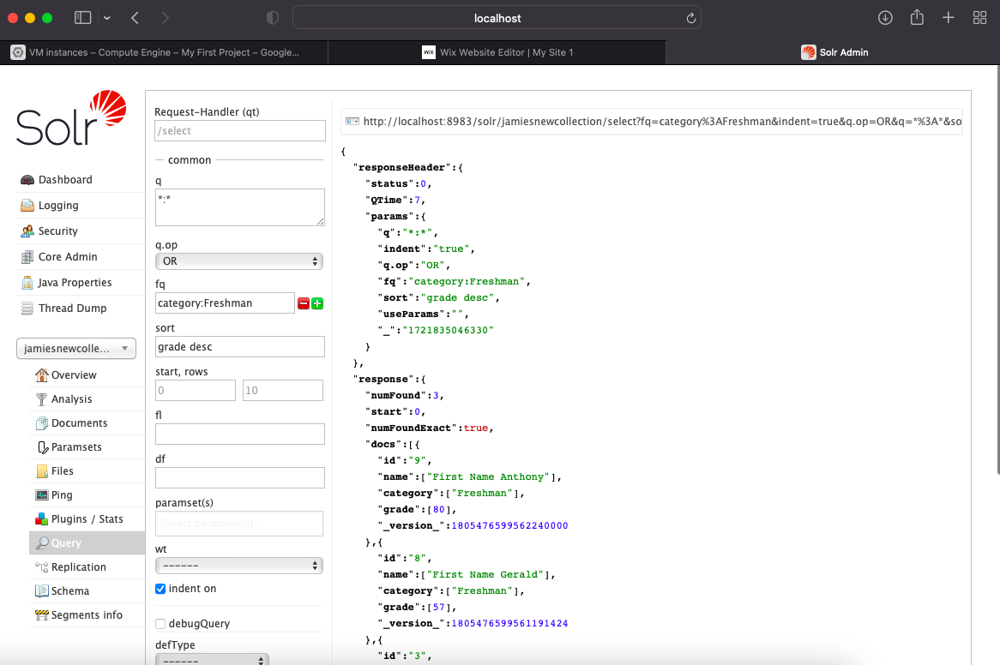 localhost
VM instances – Compute Engine – My First Project – Google...
WIX Wix Website Editor | My Site 1
Solr Admin
Solr
Dashboard
Logging
Security
Core Admin
Java Properties
Thread Dump
jamiesnewcolle...
Overview
Analysis
Documents
Paramsets
Files
Ping
Plugins / Stats
Query
Replication
Schema
Segments info
Request-Handler (qt)
/select
common
q
*:*
q.op
OR
fq
category:Freshman
sort
grade desc
start, rows
0 10
fl
df
paramset(s)
Select paramset(s)...
wt
------
indent on
debugQuery
defType
------
http://localhost:8983/solr/jamiesnewcollection/select?fq=category%3AFreshman&indent=true&q.op=OR&q=*%3A*&so
{
"responseHeader":{
"status":0,
"QTime":7,
"params":{
"q":"*:*",
"indent":"true",
"q.op":"OR",
"fq":"category:Freshman",
"sort":"grade desc",
"useParams":"",
"_":"1721835046330"
}
},
"response":{
"numFound":3,
"start":0,
"numFoundExact":true,
"docs":[{
"id":"9",
"name":["First Name Anthony"],
"category":["Freshman"],
"grade":[80],
"_version_":1805476599562240000
},{
"id":"8",
"name":["First Name Gerald"],
"category":["Freshman"],
"grade":[57],
"_version_":1805476599561191424
},{
"id":"3",